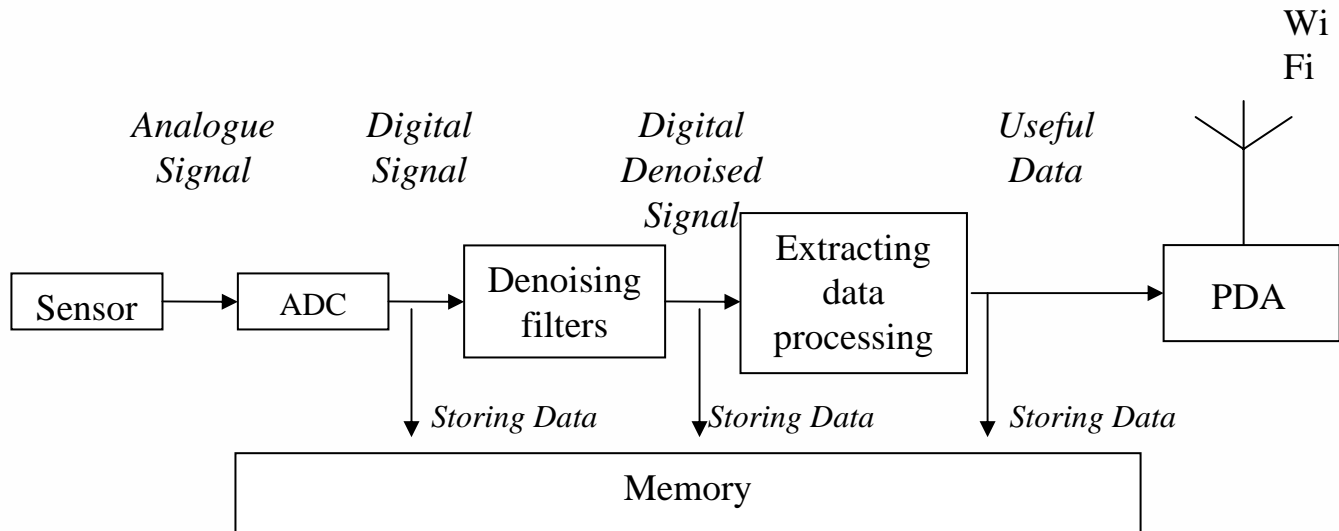 Wi
Fi
Analogue
Signal
Digital
Signal
Digital
Denoised
Signal
Useful
Data
Sensor
ADC
Denoising
filters
Extracting
data
processing
PDA
Storing Data
Storing Data
Storing Data
Memory